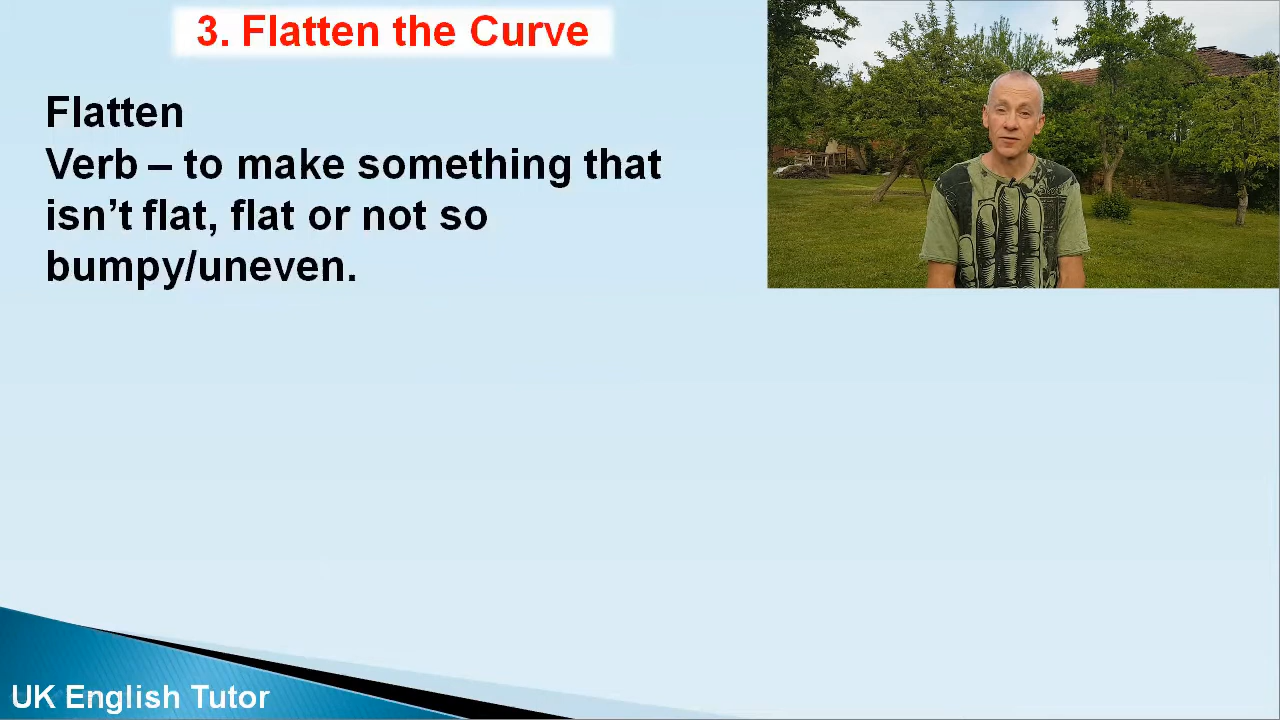 3. Flatten the Curve
Flatten
Verb – to make something that
isn’t flat, flat or not so
bumpy/uneven.
UK English Tutor